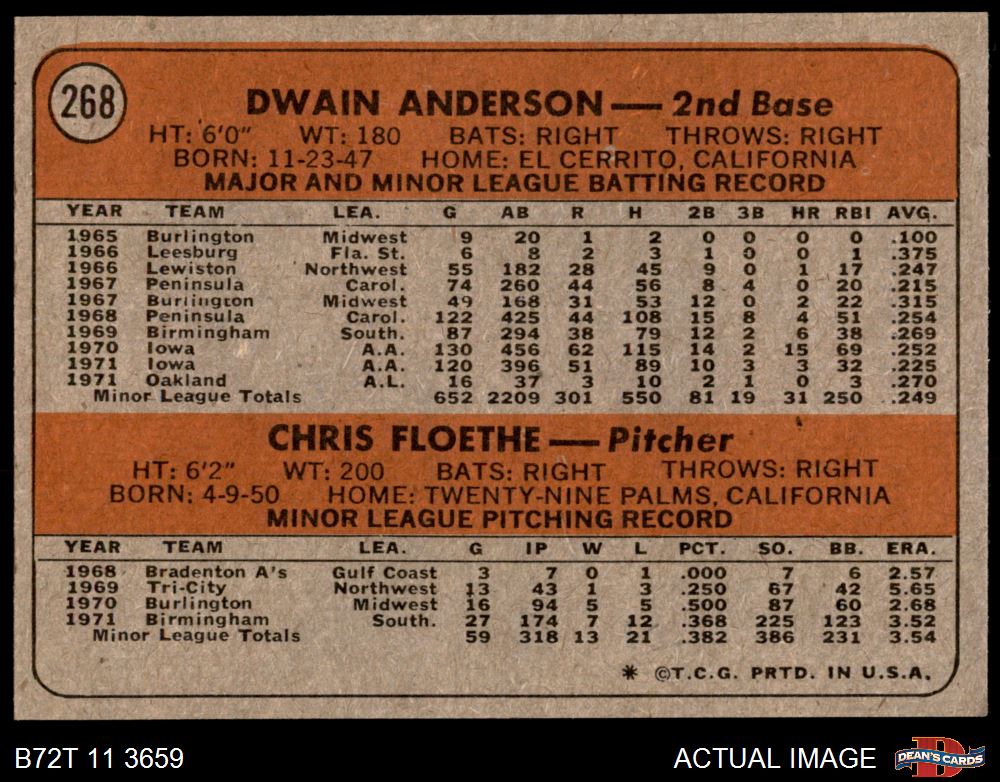 268
DWAIN ANDERSON — 2nd Base
HT: 6'0" WT: 180 BATS: RIGHT THROWS: RIGHT
BORN: 11-23-47 HOME: EL CERRITO, CALIFORNIA
MAJOR AND MINOR LEAGUE BATTING RECORD
YEAR TEAM LEA. G AB R H 2B 3B HR RBI AVG.
1965 Burlington Midwest 9 20 1 2 0 0 0 0 .100
1966 Leesburg Fla. St. 6 8 2 3 1 0 0 1 .375
1966 Lewiston Northwest 55 182 28 45 9 0 1 17 .247
1967 Peninsula Carol. 74 260 44 56 8 4 0 20 .215
1967 Burlington Midwest 49 168 31 53 12 0 2 22 .315
1968 Peninsula Carol. 122 425 44 108 15 8 4 51 .254
1969 Birmingham South. 87 294 38 79 12 2 6 38 .269
1970 Iowa A.A. 130 456 62 115 14 2 15 69 .252
1971 Iowa A.A. 120 396 51 89 10 3 3 32 .225
1971 Oakland A.L. 16 37 3 10 2 1 0 3 .270
Minor League Totals 652 2209 301 550 81 19 31 250 .249
CHRIS FLOETHE — Pitcher
HT: 6'2" WT: 200 BATS: RIGHT THROWS: RIGHT
BORN: 4-9-50 HOME: TWENTY-NINE PALMS, CALIFORNIA
MINOR LEAGUE PITCHING RECORD
YEAR TEAM LEA. G IP W L PCT. SO. BB. ERA.
1968 Bradenton A's Gulf Coast 3 7 0 1 .000 7 6 2.57
1969 Tri-City Northwest 13 43 1 3 .250 67 42 5.65
1970 Burlington Midwest 16 94 5 5 .500 87 60 2.68
1971 Birmingham South. 27 174 7 12 .368 225 123 3.52
Minor League Totals 59 318 13 21 .382 386 231 3.54
* ©T.C.G. PRTD. IN U.S.A.
B72T 11 3659 ACTUAL IMAGE
D
DEAN'S CARDS